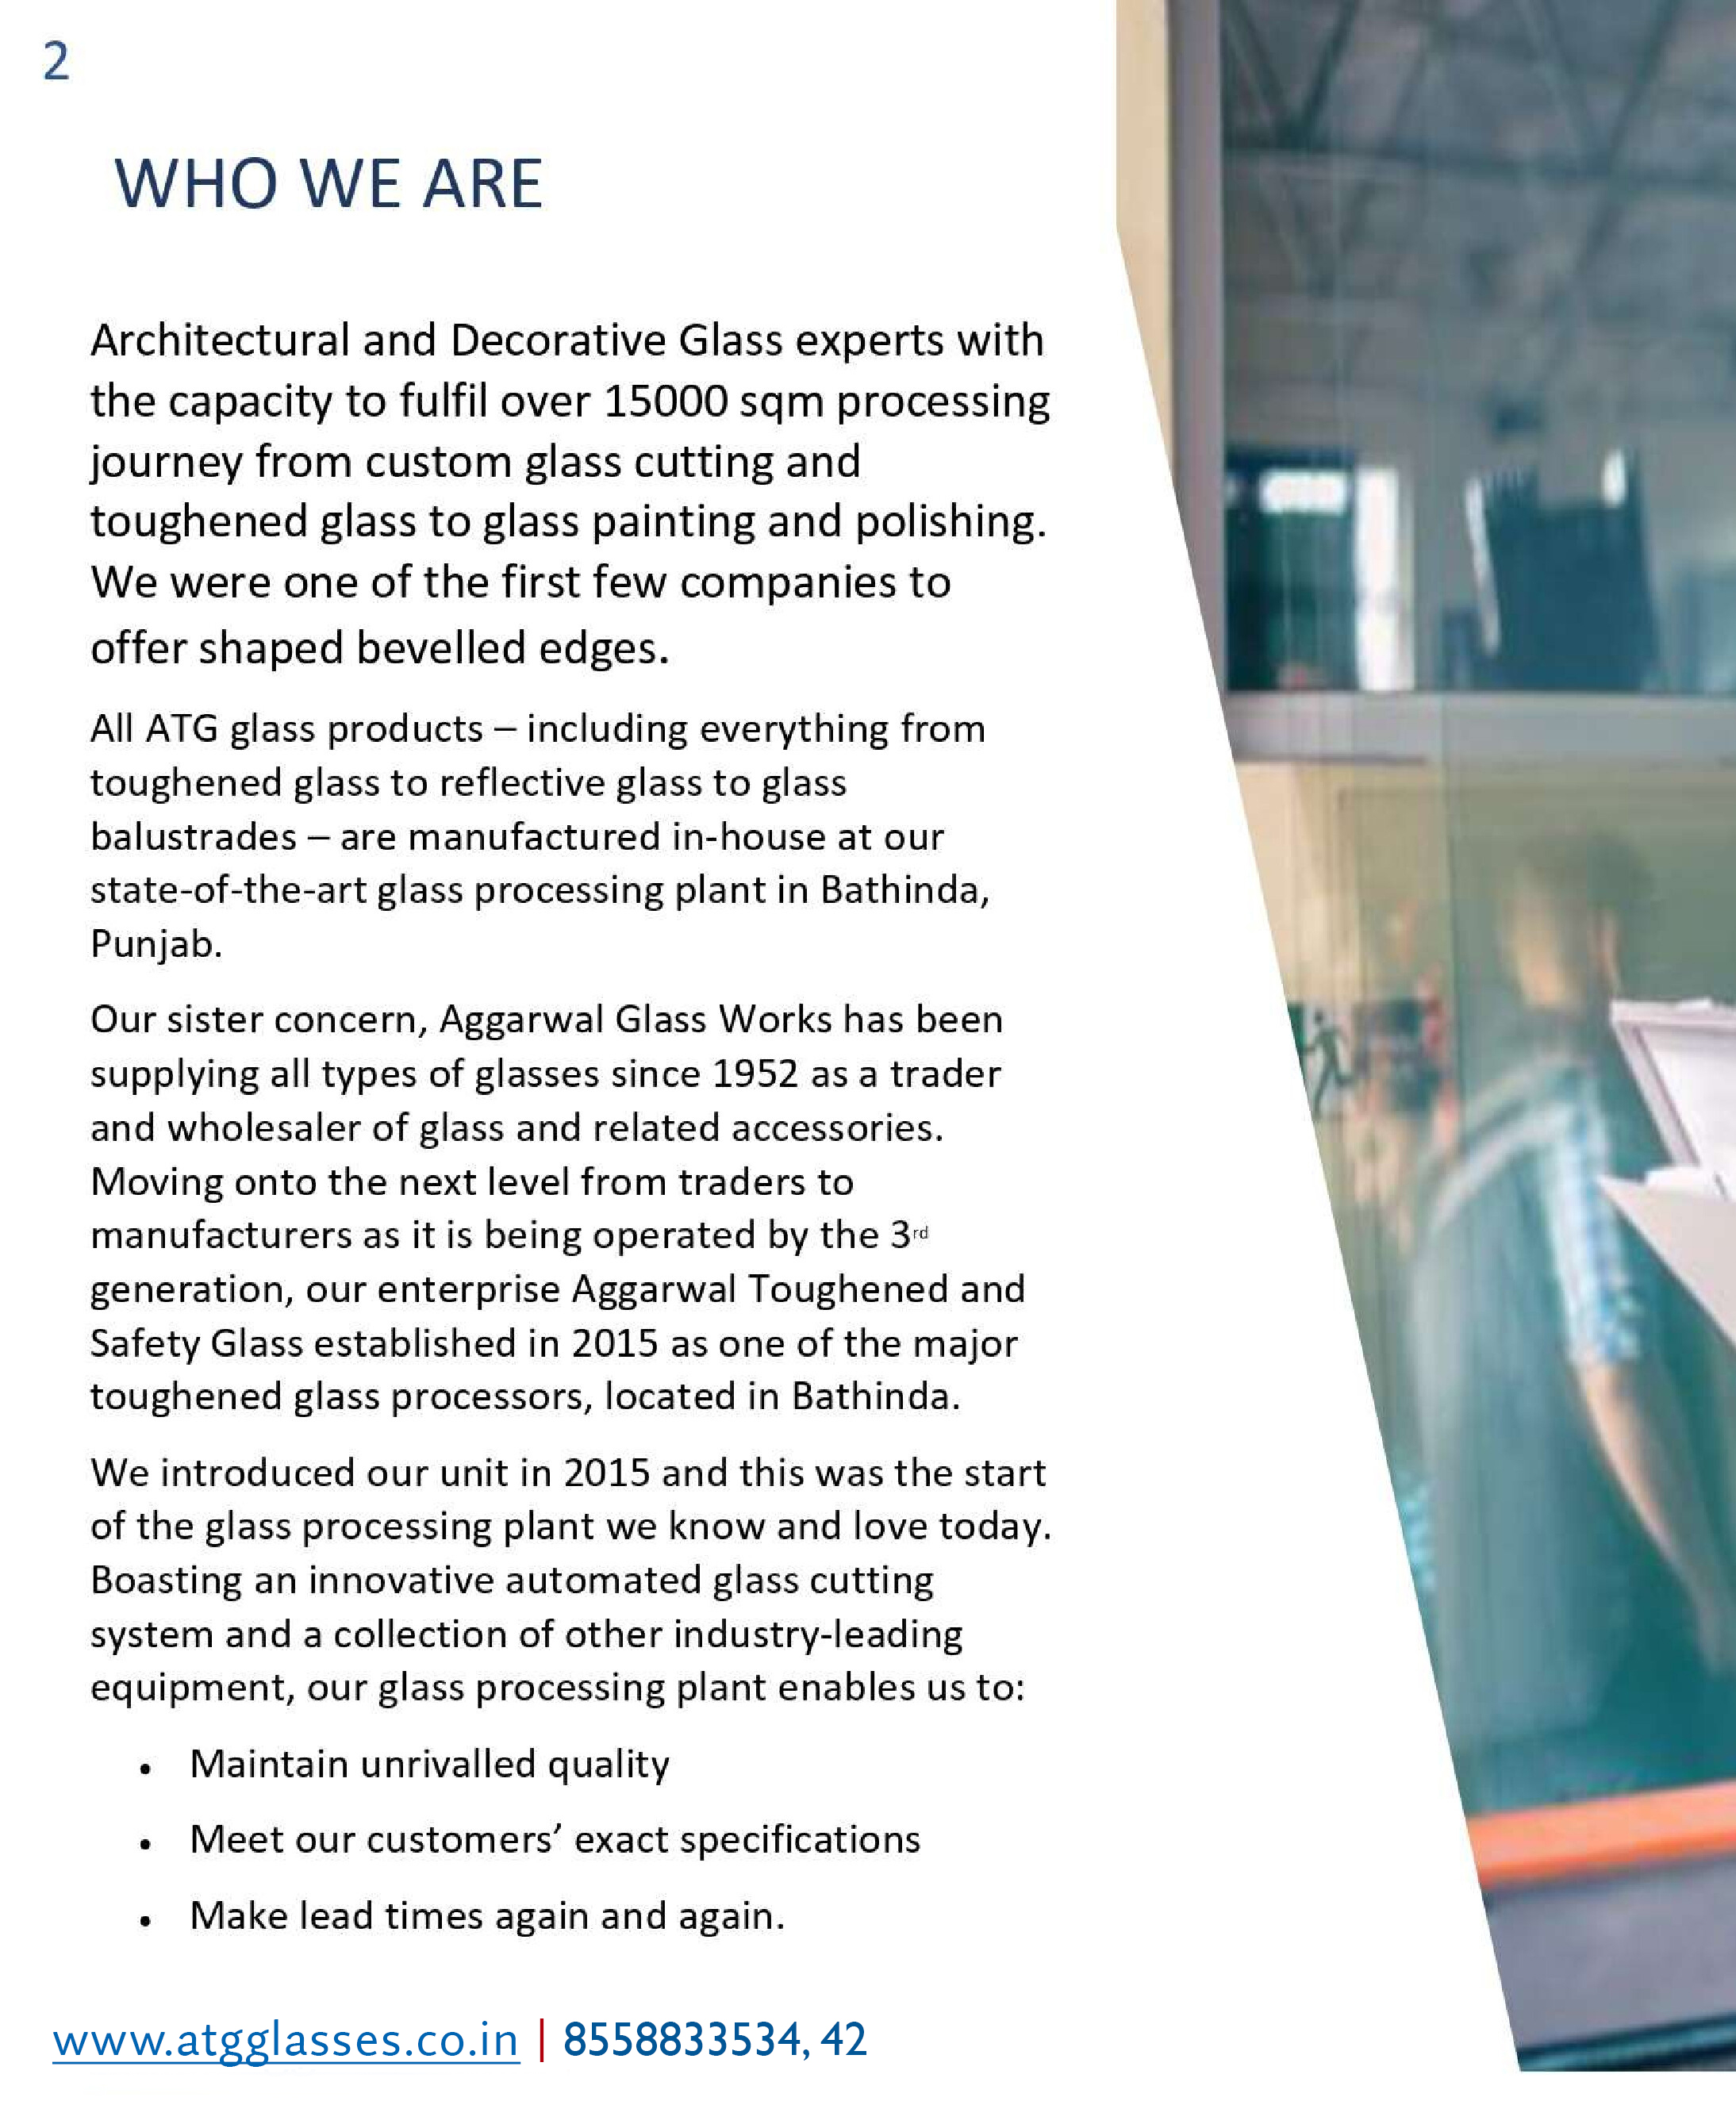 2
WHO WE ARE
Architectural and Decorative Glass experts with
the capacity to fulfil over 15000 sqm processing
journey from custom glass cutting and
toughened glass to glass painting and polishing.
We were one of the first few companies to
offer shaped bevelled edges.
All ATG glass products – including everything from
toughened glass to reflective glass to glass
balustrades – are manufactured in-house at our
state-of-the-art glass processing plant in Bathinda,
Punjab.
Our sister concern, Aggarwal Glass Works has been
supplying all types of glasses since 1952 as a trader
and wholesaler of glass and related accessories.
Moving onto the next level from traders to
manufacturers as it is being operated by the 3rd
generation, our enterprise Aggarwal Toughened and
Safety Glass established in 2015 as one of the major
toughened glass processors, located in Bathinda.
We introduced our unit in 2015 and this was the start
of the glass processing plant we know and love today.
Boasting an innovative automated glass cutting
system and a collection of other industry-leading
equipment, our glass processing plant enables us to:
• Maintain unrivalled quality
• Meet our customers’ exact specifications
• Make lead times again and again.
www.atgglasses.co.in | 8558833534, 42